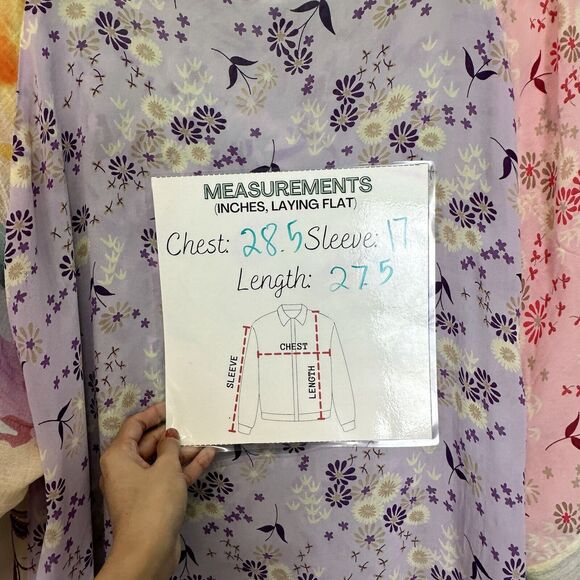 MEASUREMENTS
(INCHES, LAYING FLAT)
Chest: 28.5 Sleeve: 17
Length: 27.5
CHEST
SLEEVE
LENGTH